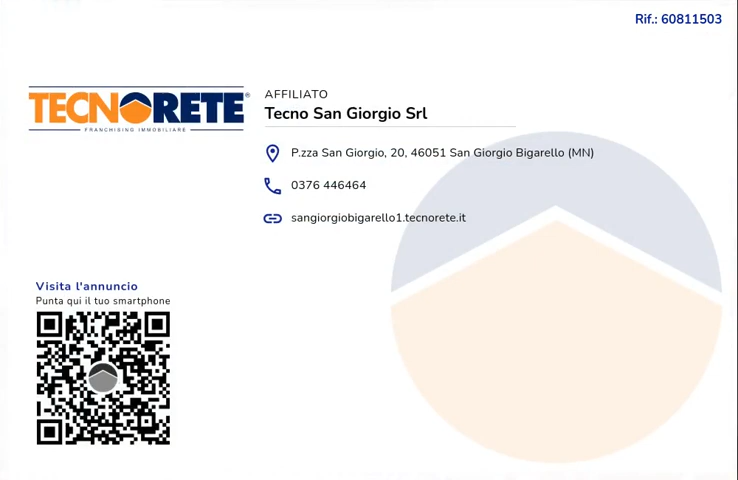 Rif.: 60811503
TECNORETE®
FRANCHISING IMMOBILIARE
AFFILIATO
Tecno San Giorgio Srl
P.zza San Giorgio, 20, 46051 San Giorgio Bigarello (MN)
0376 446464
sangiorgiobigarello1.tecnorete.it
Visita l'annuncio
Punta qui il tuo smartphone